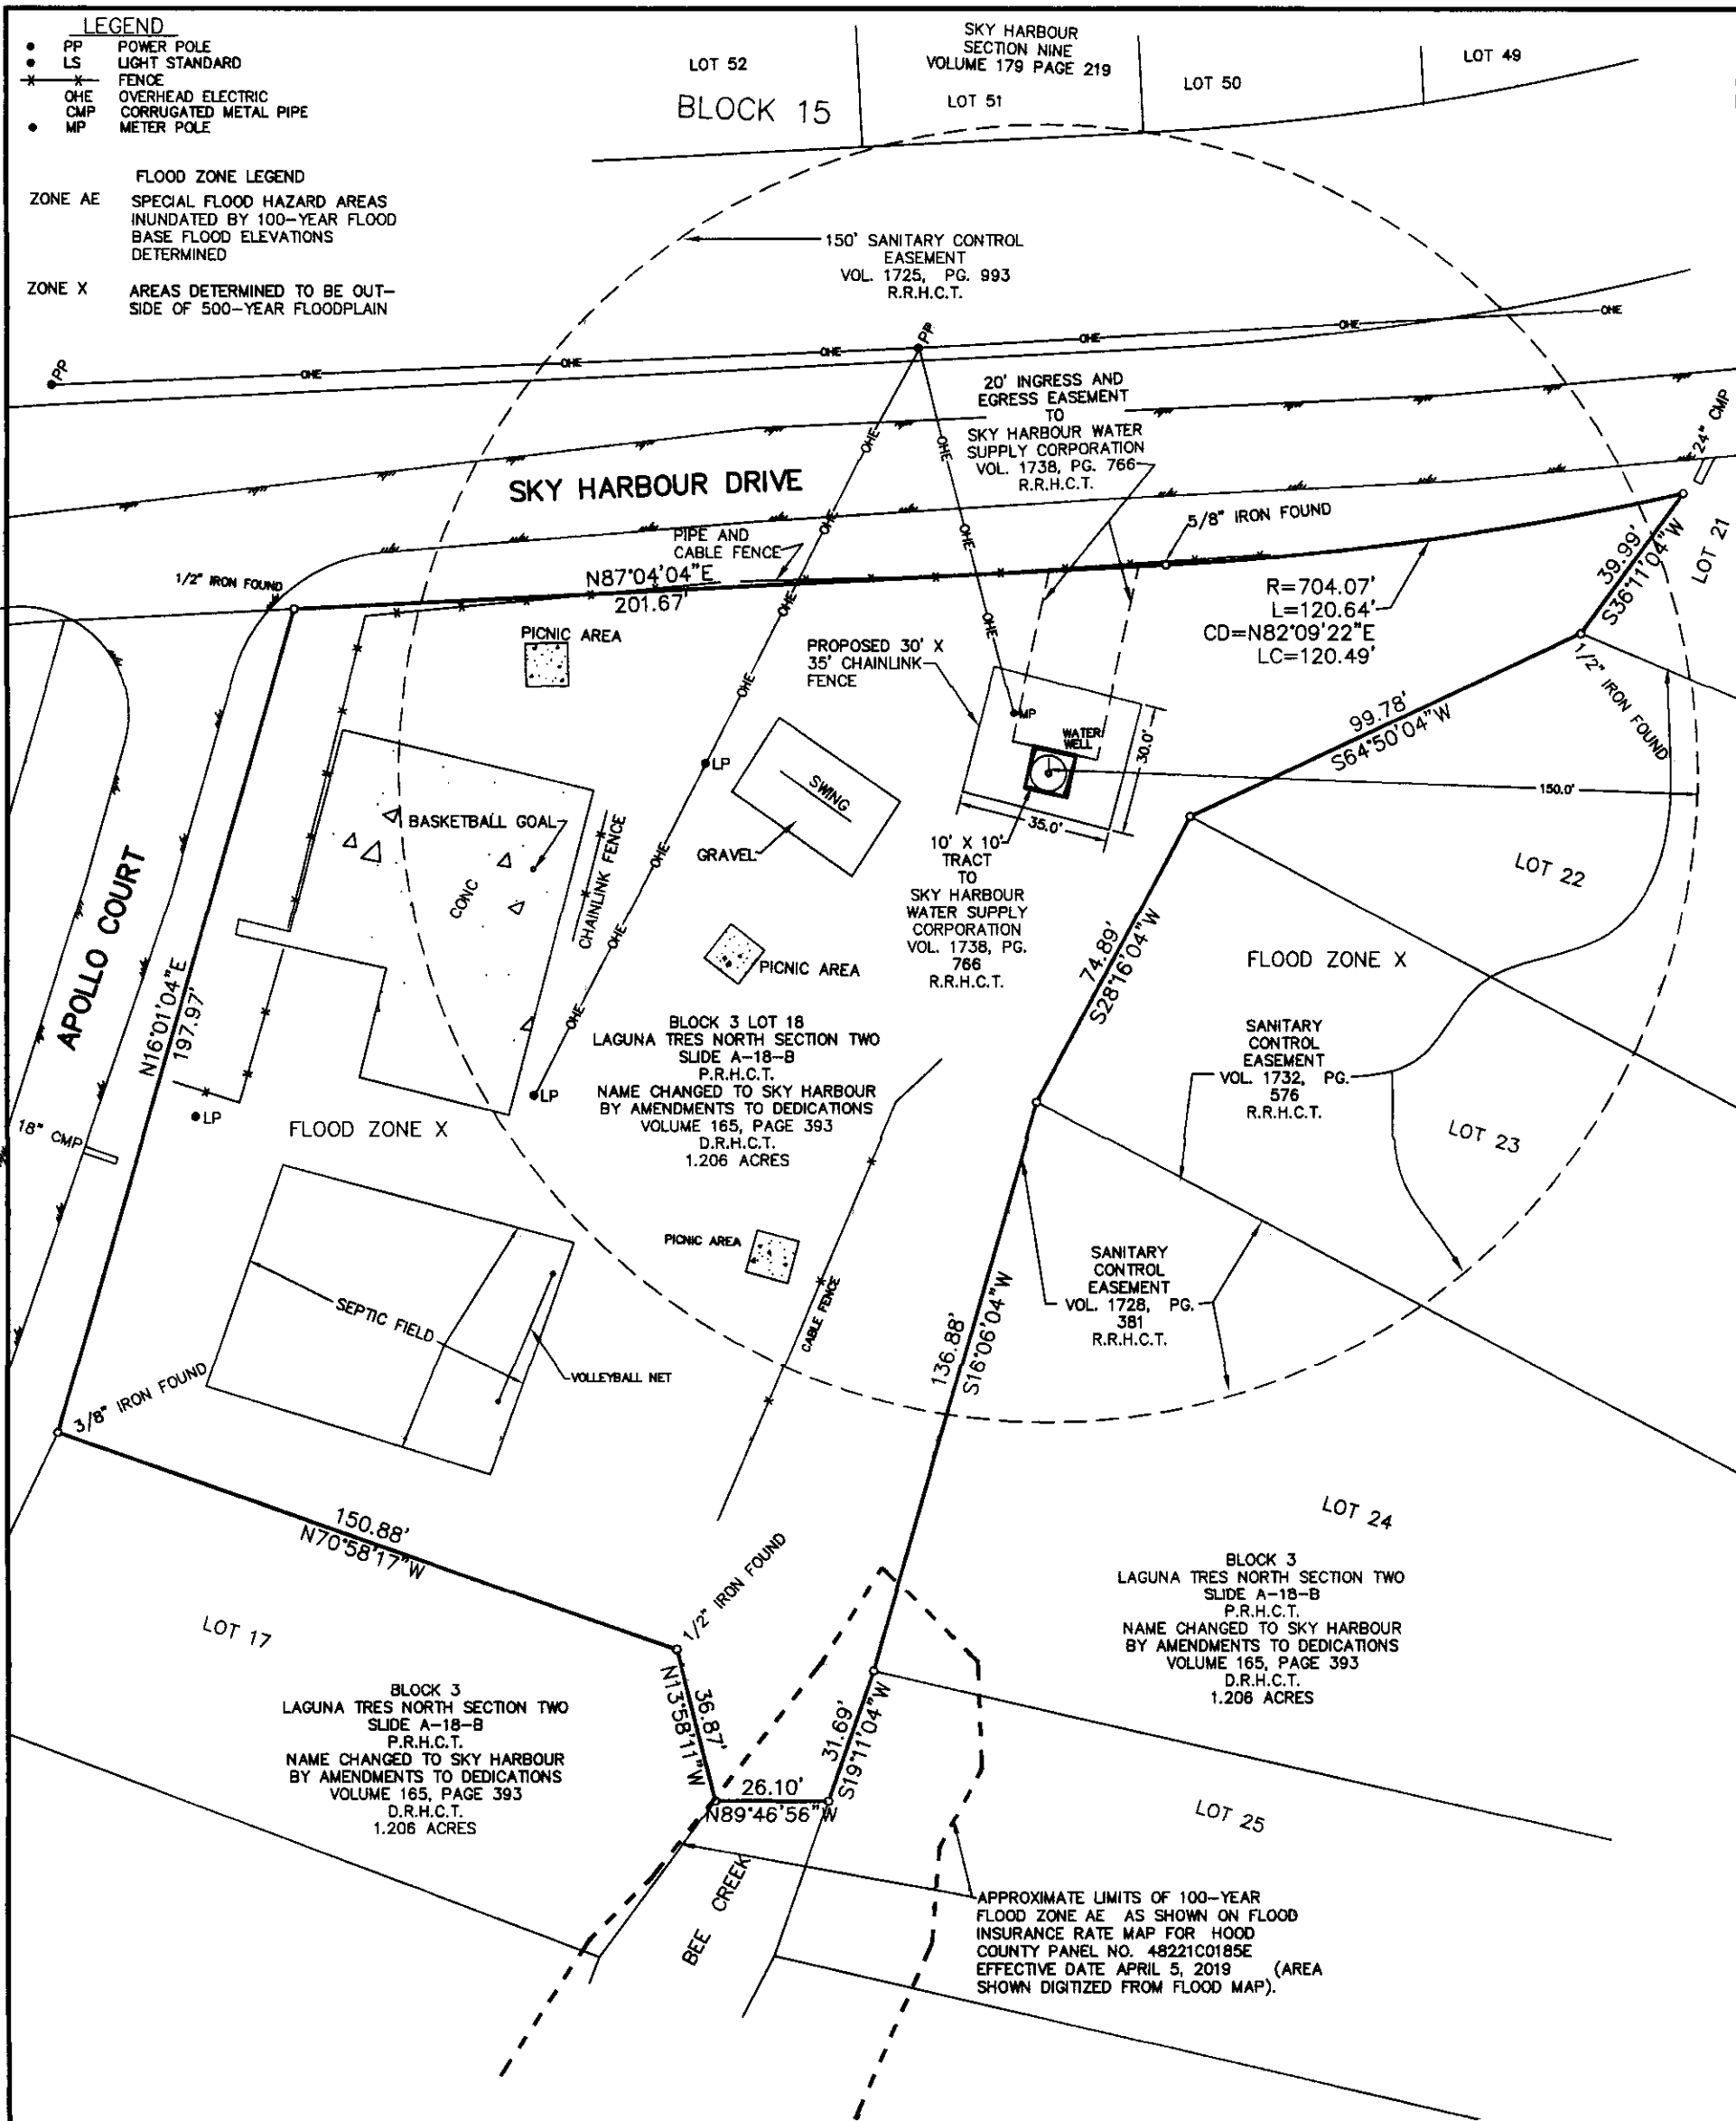 LEGEND
PP POWER POLE
LS LIGHT STANDARD
FENCE
OHE OVERHEAD ELECTRIC
CMP CORRUGATED METAL PIPE
MP METER POLE
FLOOD ZONE LEGEND
ZONE AE SPECIAL FLOOD HAZARD AREAS
INUNDATED BY 100-YEAR FLOOD
BASE FLOOD ELEVATIONS
DETERMINED
ZONE X AREAS DETERMINED TO BE OUT-
SIDE OF 500-YEAR FLOODPLAIN
LOT 52
BLOCK 15
SKY HARBOUR
SECTION NINE
VOLUME 179 PAGE 219
LOT 51
LOT 50
LOT 49
150' SANITARY CONTROL
EASEMENT
VOL. 1725, PG. 993
R.R.H.C.T.
PP
OHE
OHE
OHE
PP
OHE
OHE
OHE
20' INGRESS AND
EGRESS EASEMENT
TO
SKY HARBOUR WATER
SUPPLY CORPORATION
VOL. 1738, PG. 766
R.R.H.C.T.
OHE
OHE
OHE
OHE
OHE
OHE
OHE
OHE
OHE
OHE
24" CMP
SKY HARBOUR DRIVE
PIPE AND
CABLE FENCE
5/8" IRON FOUND
1/2" IRON FOUND
N87°04'04"E
201.67'
R=704.07'
L=120.64'
CD=N82°09'22"E
LC=120.49'
39.99'
S36°11'04"W
LOT 21
1/2" IRON FOUND
PICNIC AREA
PROPOSED 30' X
35' CHAINLINK
FENCE
MP
WATER
WELL
30.0'
35.0'
150.0'
99.78'
S64°50'04"W
LP
SWING
GRAVEL
BASKETBALL GOAL
CONC
CHAINLINK FENCE
10' X 10'
TRACT
TO
SKY HARBOUR
WATER SUPPLY
CORPORATION
VOL. 1738, PG.
766
R.R.H.C.T.
LOT 22
APOLLO COURT
N16°01'04"E
197.97'
PICNIC AREA
74.89'
S28°16'04"W
FLOOD ZONE X
BLOCK 3 LOT 18
LAGUNA TRES NORTH SECTION TWO
SLIDE A-18-B
P.R.H.C.T.
NAME CHANGED TO SKY HARBOUR
BY AMENDMENTS TO DEDICATIONS
VOLUME 165, PAGE 393
D.R.H.C.T.
1.206 ACRES
SANITARY
CONTROL
EASEMENT
VOL. 1732, PG.
576
R.R.H.C.T.
LP
LP
18" CMP
FLOOD ZONE X
LOT 23
PICNIC AREA
SANITARY
CONTROL
EASEMENT
VOL. 1728, PG.
381
R.R.H.C.T.
SEPTIC FIELD
CABLE FENCE
VOLLEYBALL NET
136.88'
S16°06'04"W
3/8" IRON FOUND
150.88'
N70°58'17"W
1/2" IRON FOUND
LOT 24
BLOCK 3
LAGUNA TRES NORTH SECTION TWO
SLIDE A-18-B
P.R.H.C.T.
NAME CHANGED TO SKY HARBOUR
BY AMENDMENTS TO DEDICATIONS
VOLUME 165, PAGE 393
D.R.H.C.T.
1.206 ACRES
LOT 17
BLOCK 3
LAGUNA TRES NORTH SECTION TWO
SLIDE A-18-B
P.R.H.C.T.
NAME CHANGED TO SKY HARBOUR
BY AMENDMENTS TO DEDICATIONS
VOLUME 165, PAGE 393
D.R.H.C.T.
1.206 ACRES
36.87'
N13°58'11"W
31.69'
S19°11'04"W
26.10'
N89°46'56"W
LOT 25
BEE CREEK
APPROXIMATE LIMITS OF 100-YEAR
FLOOD ZONE AE AS SHOWN ON FLOOD
INSURANCE RATE MAP FOR HOOD
COUNTY PANEL NO. 48221C0185E
EFFECTIVE DATE APRIL 5, 2019 (AREA
SHOWN DIGITIZED FROM FLOOD MAP).